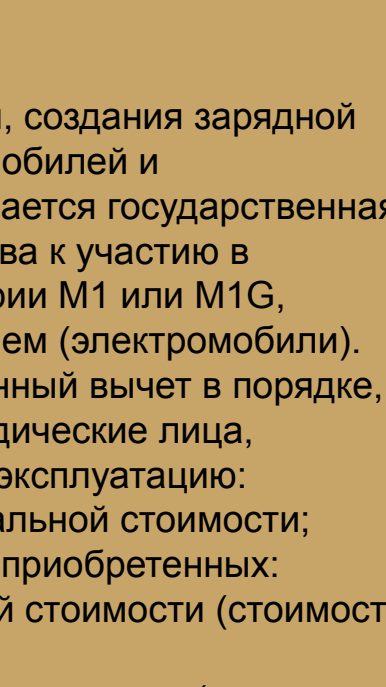 , создания зарядной
обилей и
ается государственная
ва к участию в
рии M1 или M1G,
ем (электромобили).
нный вычет в порядке,
дические лица,
эксплуатацию:
альной стоимости;
приобретенных:
й стоимости (стоимост